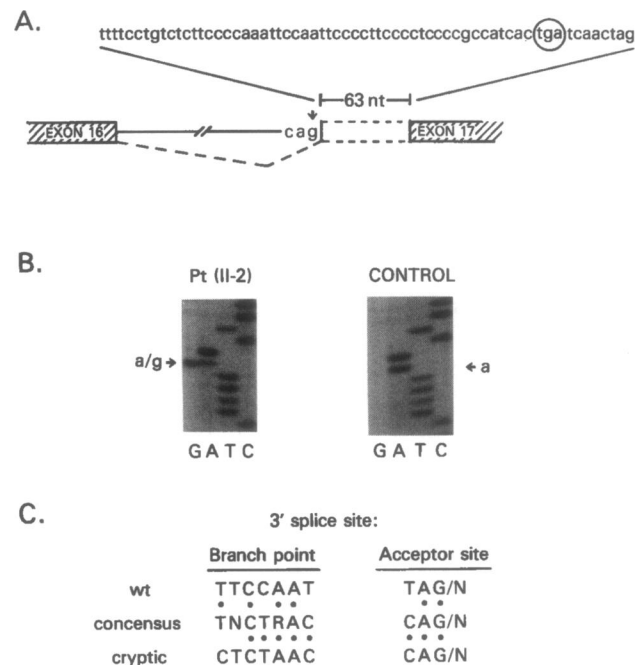 A.
ttttcctgtctcttccccaaattccaattccccttcccctccccgccatcactgatcaactag
63 nt
EXON 16 cag EXON 17
B.
Pt (II-2) CONTROL
a/g a
G A T C G A T C
C.
3' splice site:
Branch point Acceptor site
wt TTCCAAT TAG/N
concensus TNCTRAC CAG/N
cryptic CTCTAAC CAG/N